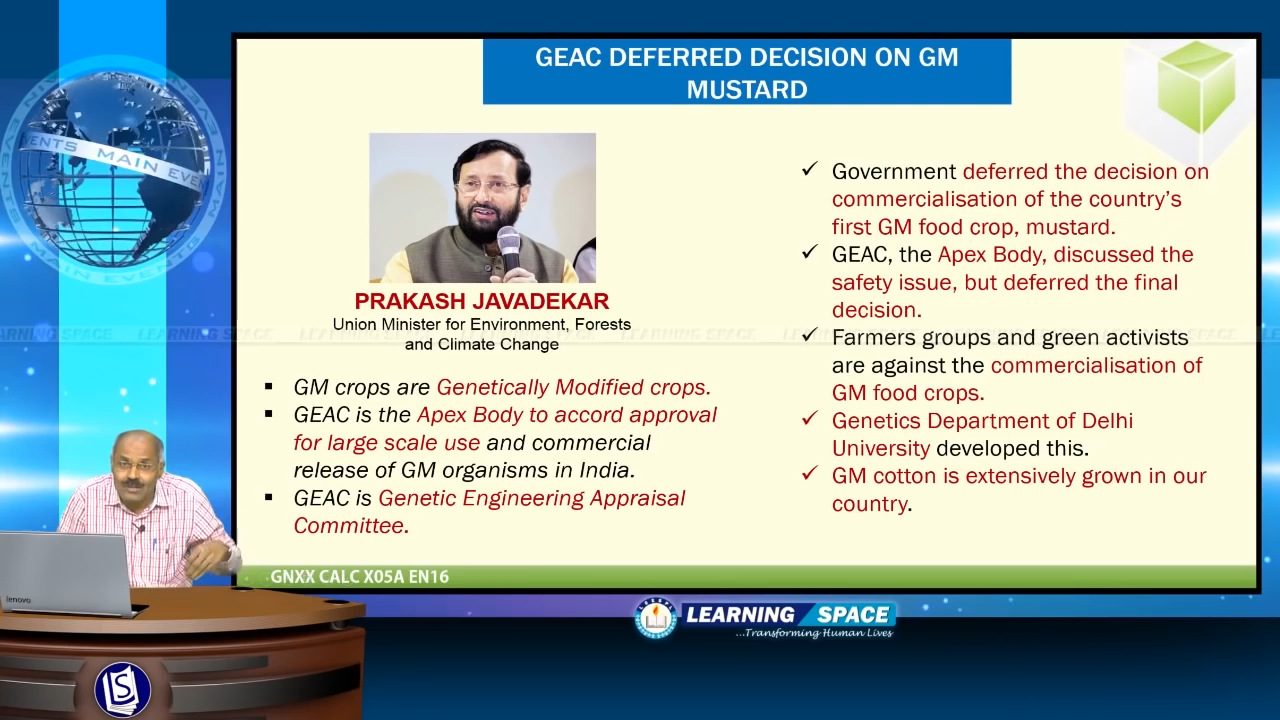 GEAC DEFERRED DECISION ON GM
MUSTARD
PRAKASH JAVADEKAR
Union Minister for Environment, Forests
and Climate Change
▪ GM crops are Genetically Modified crops.
▪ GEAC is the Apex Body to accord approval
for large scale use and commercial
release of GM organisms in India.
▪ GEAC is Genetic Engineering Appraisal
Committee.
✓ Government deferred the decision on
commercialisation of the country’s
first GM food crop, mustard.
✓ GEAC, the Apex Body, discussed the
safety issue, but deferred the final
decision.
✓ Farmers groups and green activists
are against the commercialisation of
GM food crops.
✓ Genetics Department of Delhi
University developed this.
✓ GM cotton is extensively grown in our
country.
GNXX CALC X05A EN16
LEARNING SPACE
...Transforming Human Lives
MAIN EVENTS
LEARNING SPACE
lenovo
LS